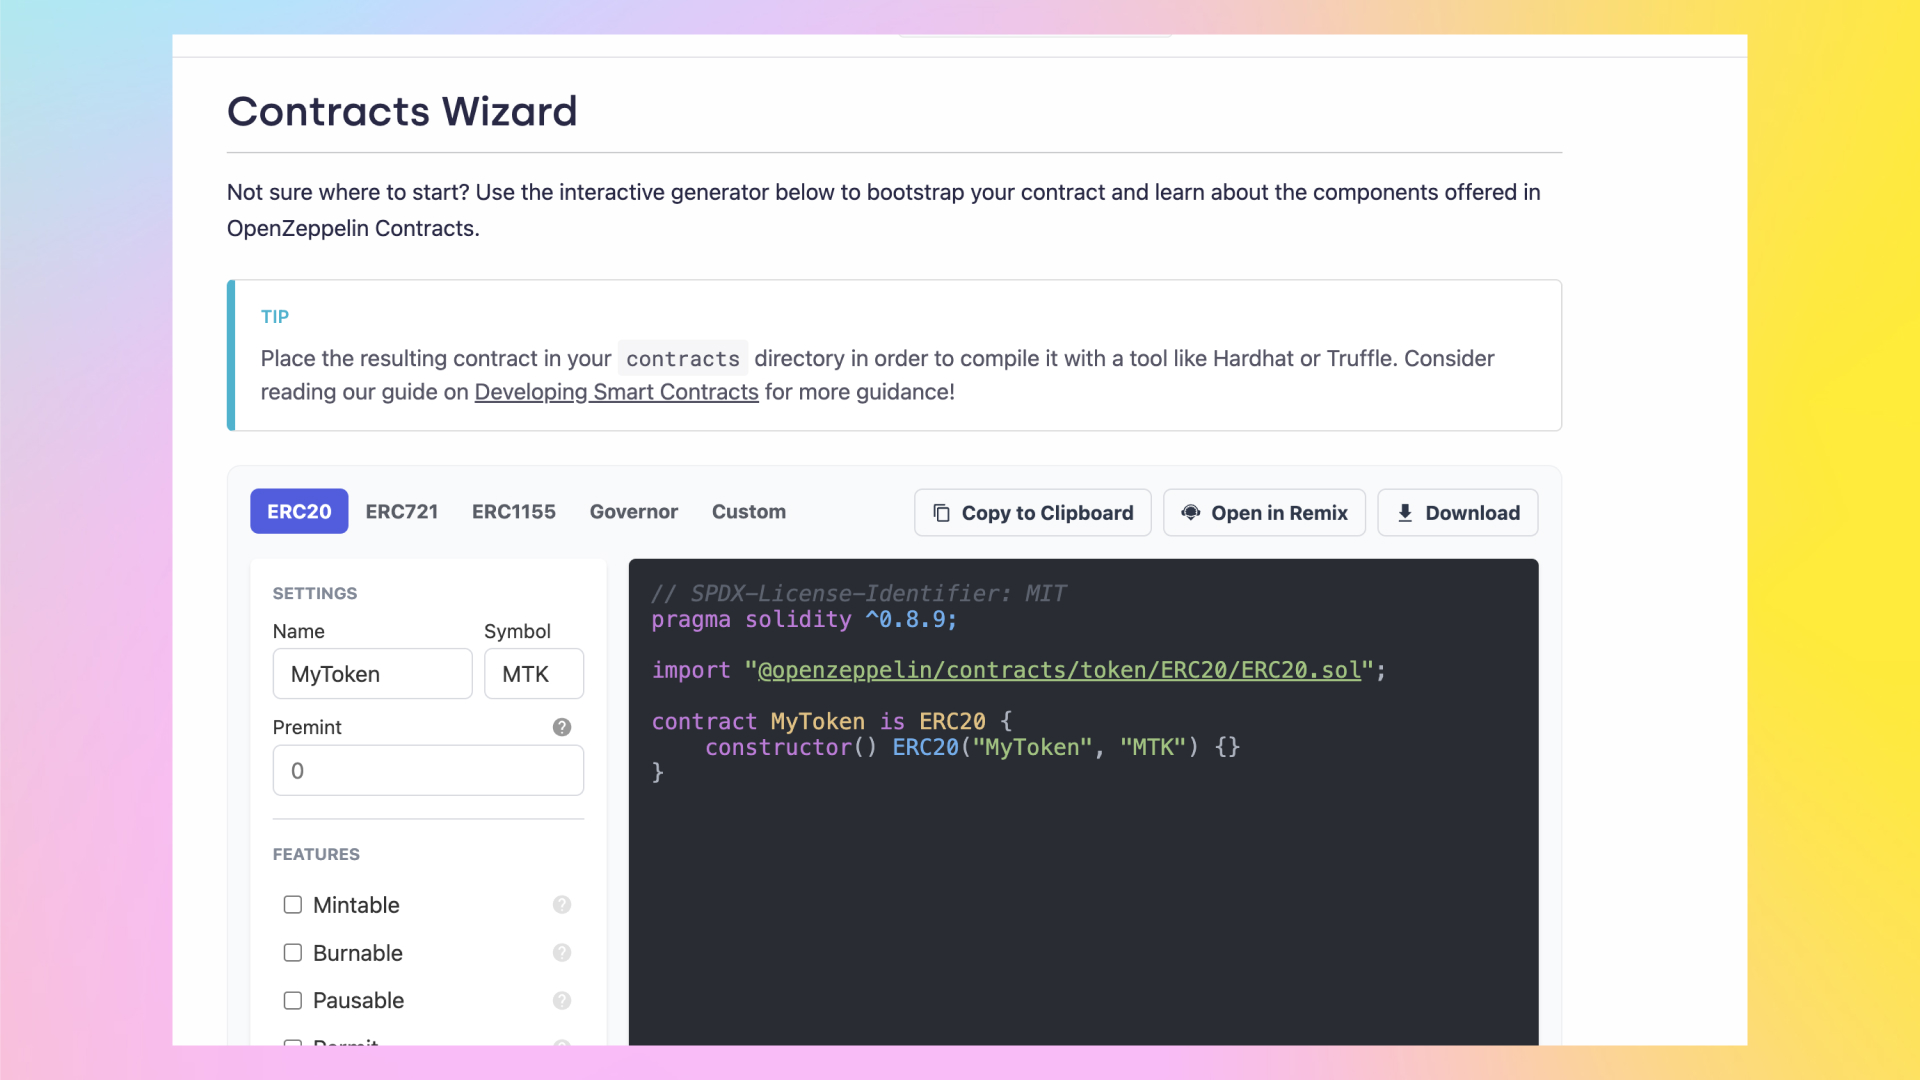 Contracts Wizard
Not sure where to start? Use the interactive generator below to bootstrap your contract and learn about the components offered in
OpenZeppelin Contracts.
TIP
Place the resulting contract in your contracts directory in order to compile it with a tool like Hardhat or Truffle. Consider
reading our guide on Developing Smart Contracts for more guidance!
ERC20 ERC721 ERC1155 Governor Custom Copy to Clipboard Open in Remix Download
SETTINGS
Name Symbol
MyToken MTK
Premint ?
0
FEATURES
Mintable ?
Burnable ?
Pausable ?
Permit ?
// SPDX-License-Identifier: MIT
pragma solidity ^0.8.9;
import "@openzeppelin/contracts/token/ERC20/ERC20.sol";
contract MyToken is ERC20 {
constructor() ERC20("MyToken", "MTK") {}
}